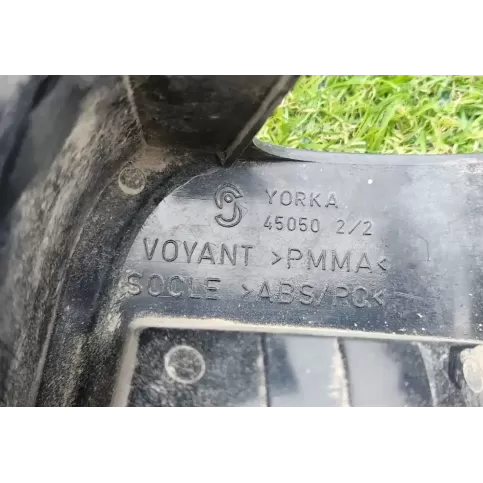 YORKA
45050 2/2
VOYANT >PMMA<
SOCLE >ABS/PC<